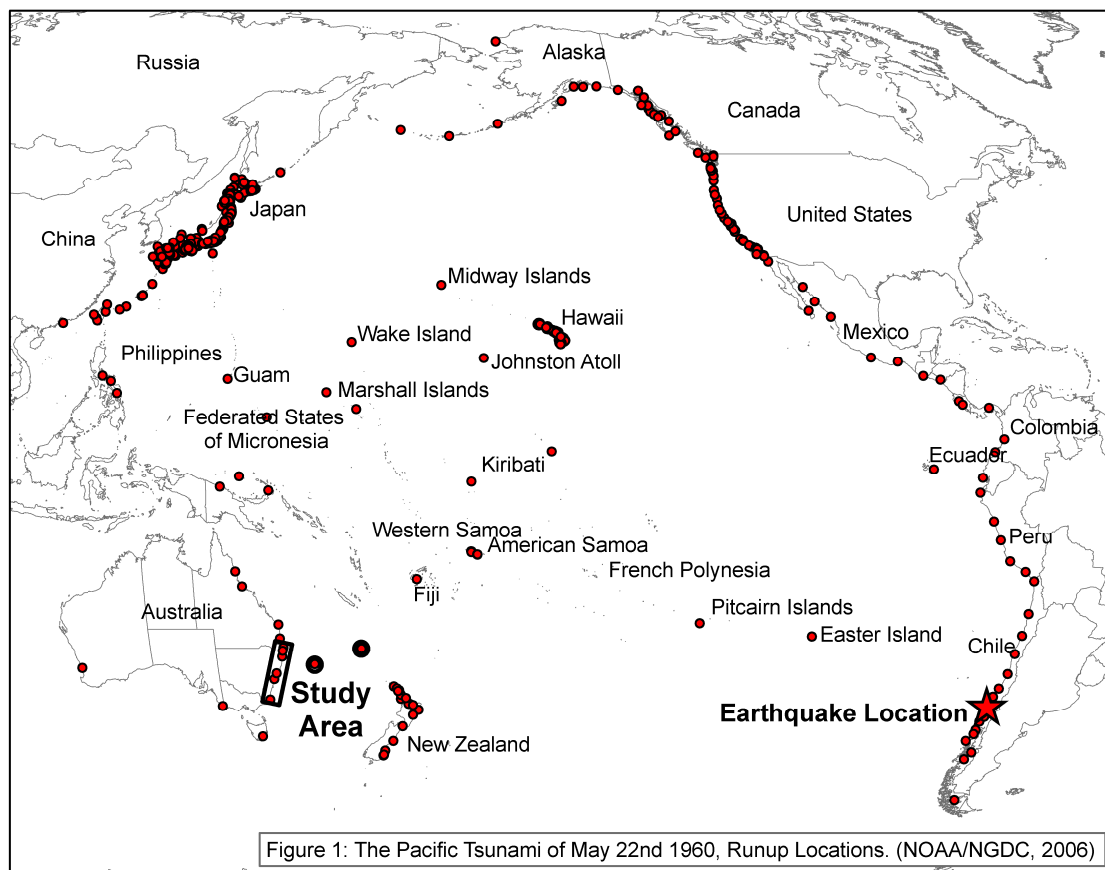 Alaska
Russia
Canada
Japan
United States
China
Midway Islands
Hawaii
Wake Island
Mexico
Philippines
Johnston Atoll
Guam
Marshall Islands
Federated States
of Micronesia
Colombia
Ecuador
Kiribati
Western Samoa
American Samoa
Peru
French Polynesia
Fiji
Australia
Pitcairn Islands
Easter Island
Chile
Study
Area
Earthquake Location
New Zealand
Figure 1: The Pacific Tsunami of May 22nd 1960, Runup Locations. (NOAA/NGDC, 2006)